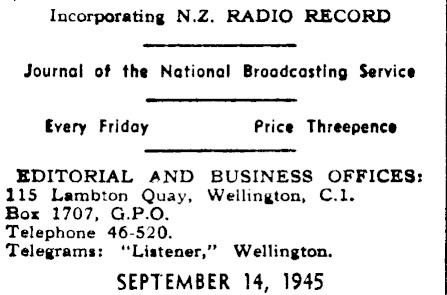 Incorporating N.Z. RADIO RECORD
Journal of the National Broadcasting Service
Every Friday Price Threepence
EDITORIAL AND BUSINESS OFFICES:
115 Lambton Quay, Wellington, C.1.
Box 1707, G.P.O.
Telephone 46-520.
Telegrams: "Listener," Wellington.
SEPTEMBER 14, 1945